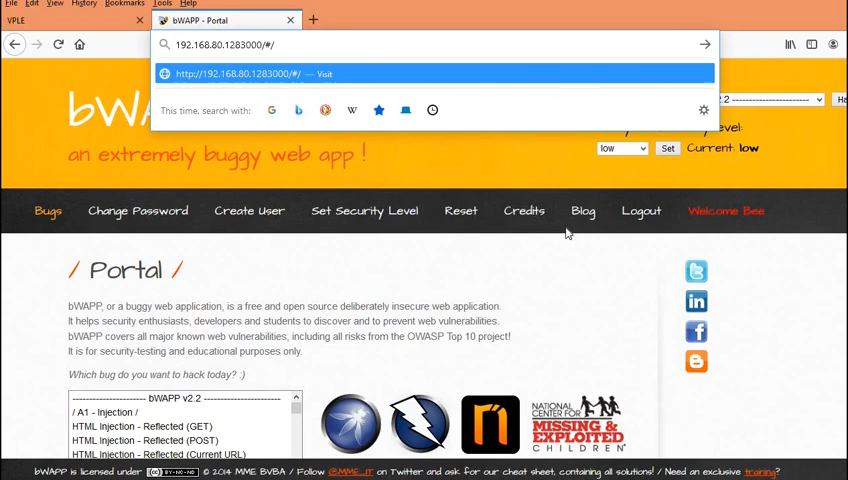 File Edit View History Bookmarks Tools Help
VPLE
bWAPP - Portal
192.168.80.1283000/#/
http://192.168.80.1283000/#/ — Visit
This time, search with:
bWA
2.2 ----------------------
Ha
an extremely buggy web app !
level:
low
Set
Current: low
Bugs Change Password Create User Set Security Level Reset Credits Blog Logout Welcome Bee
/ Portal /
bWAPP, or a buggy web application, is a free and open source deliberately insecure web application.
It helps security enthusiasts, developers and students to discover and to prevent web vulnerabilities.
bWAPP covers all major known web vulnerabilities, including all risks from the OWASP Top 10 project!
It is for security-testing and educational purposes only.
Which bug do you want to hack today? :)
---------------------- bWAPP v2.2 ----------------------
/ A1 - Injection /
HTML Injection - Reflected (GET)
HTML Injection - Reflected (POST)
HTML Injection - Reflected (Current URL)
NATIONAL
CENTER FOR
MISSING &
EXPLOITED
CHILDREN
bWAPP is licensed under © 2014 MME BVBA / Follow @MME_IT on Twitter and ask for our cheat sheet, containing all solutions! / Need an exclusive training?